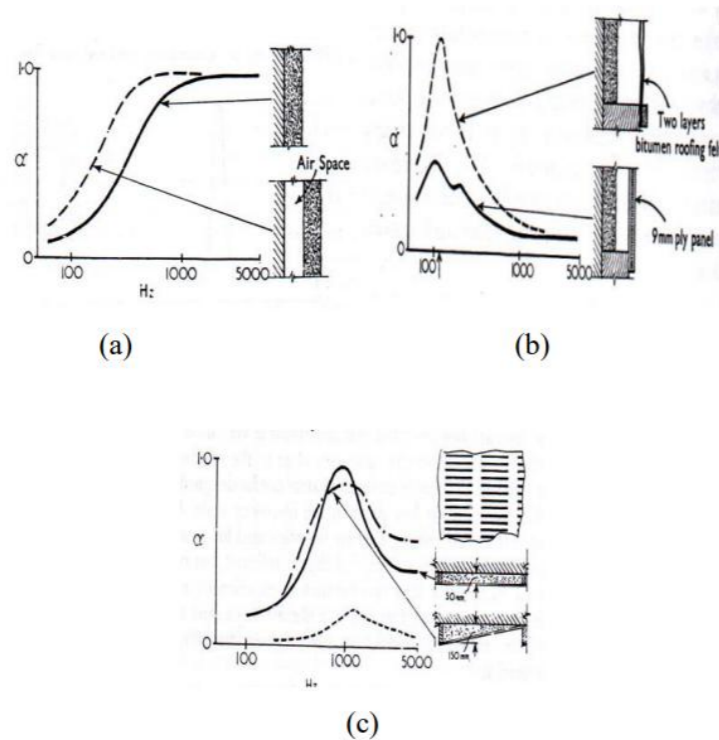 1.0
α
0
100
1000
5000
Hz
Air Space
(a)
1.0
α
0
100
1000
5000
Two layers
bitumen roofing fel
9mm ply panel
(b)
1.0
α
0
100
1000
5000
Hz
50 mm
150 mm
(c)